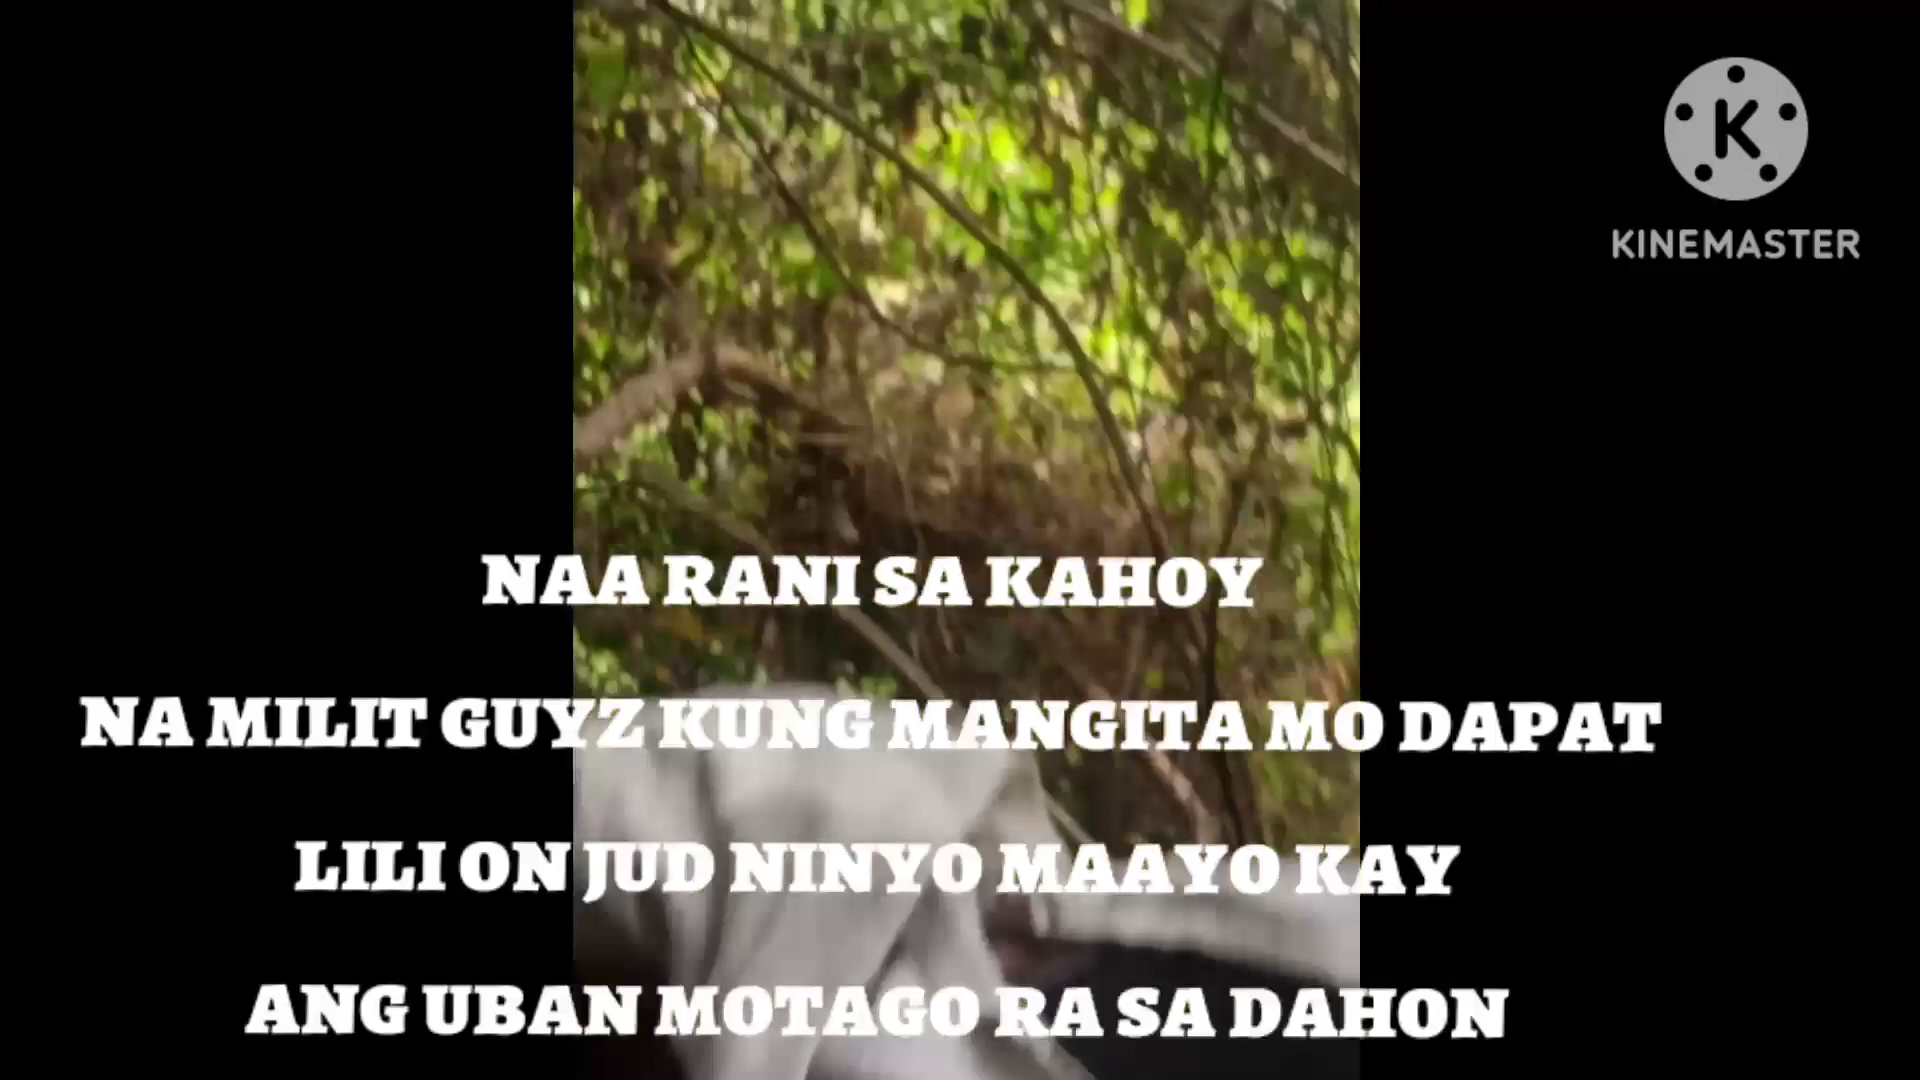 K
KINEMASTER
NAA RANI SA KAHOY
NA MILIT GUYZ KUNG MANGITA MO DAPAT
LILI ON JUD NINYO MAAYO KAY
ANG UBAN MOTAGO RA SA DAHON